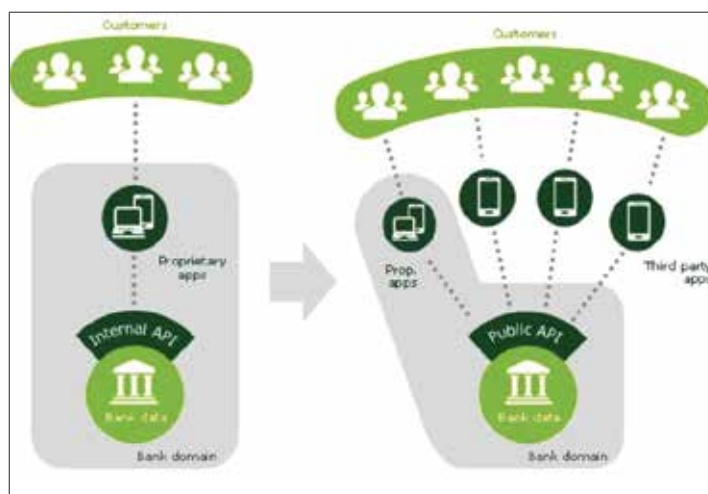 Customers
Proprietary
apps
Internal API
Bank data
Bank domain
Customers
Prop.
apps
Third party
apps
Public API
Bank data
Bank domain